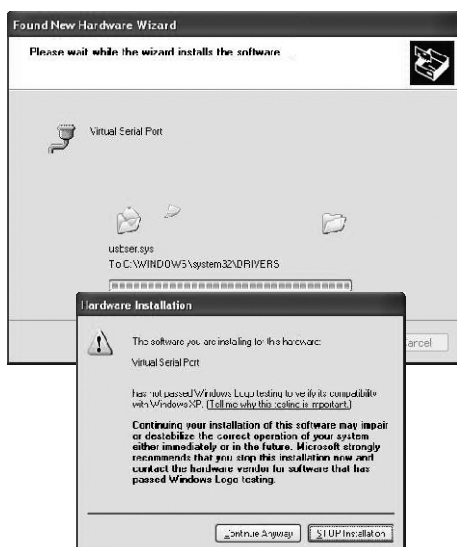 Found New Hardware Wizard
Please wait while the wizard installs the software
Virtual Serial Port
usbser.sys
To C:\WINDOWS\system32\DRIVERS
Cancel
Hardware Installation
The software you are installing for this hardware:
Virtual Serial Port
has not passed Windows Logo testing to verify its compatibility
with Windows XP. (Tell me why this testing is important.)
Continuing your installation of this software may impair
or destabilize the correct operation of your system
either immediately or in the future. Microsoft strongly
recommends that you stop this installation now and
contact the hardware vendor for software that has
passed Windows Logo testing.
Continue Anyway
STOP Installation